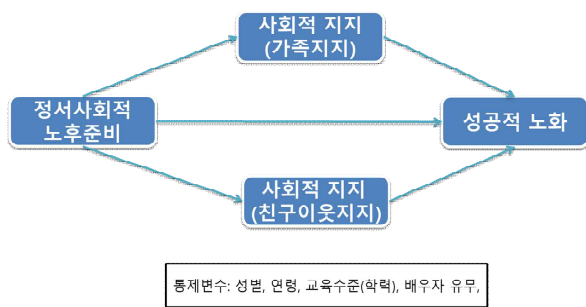 사회적 지지
(가족지지)
정서사회적
노후준비
성공적 노화
사회적 지지
(친구이웃지지)
통제변수: 성별, 연령, 교육수준(학력), 배우자 유무,